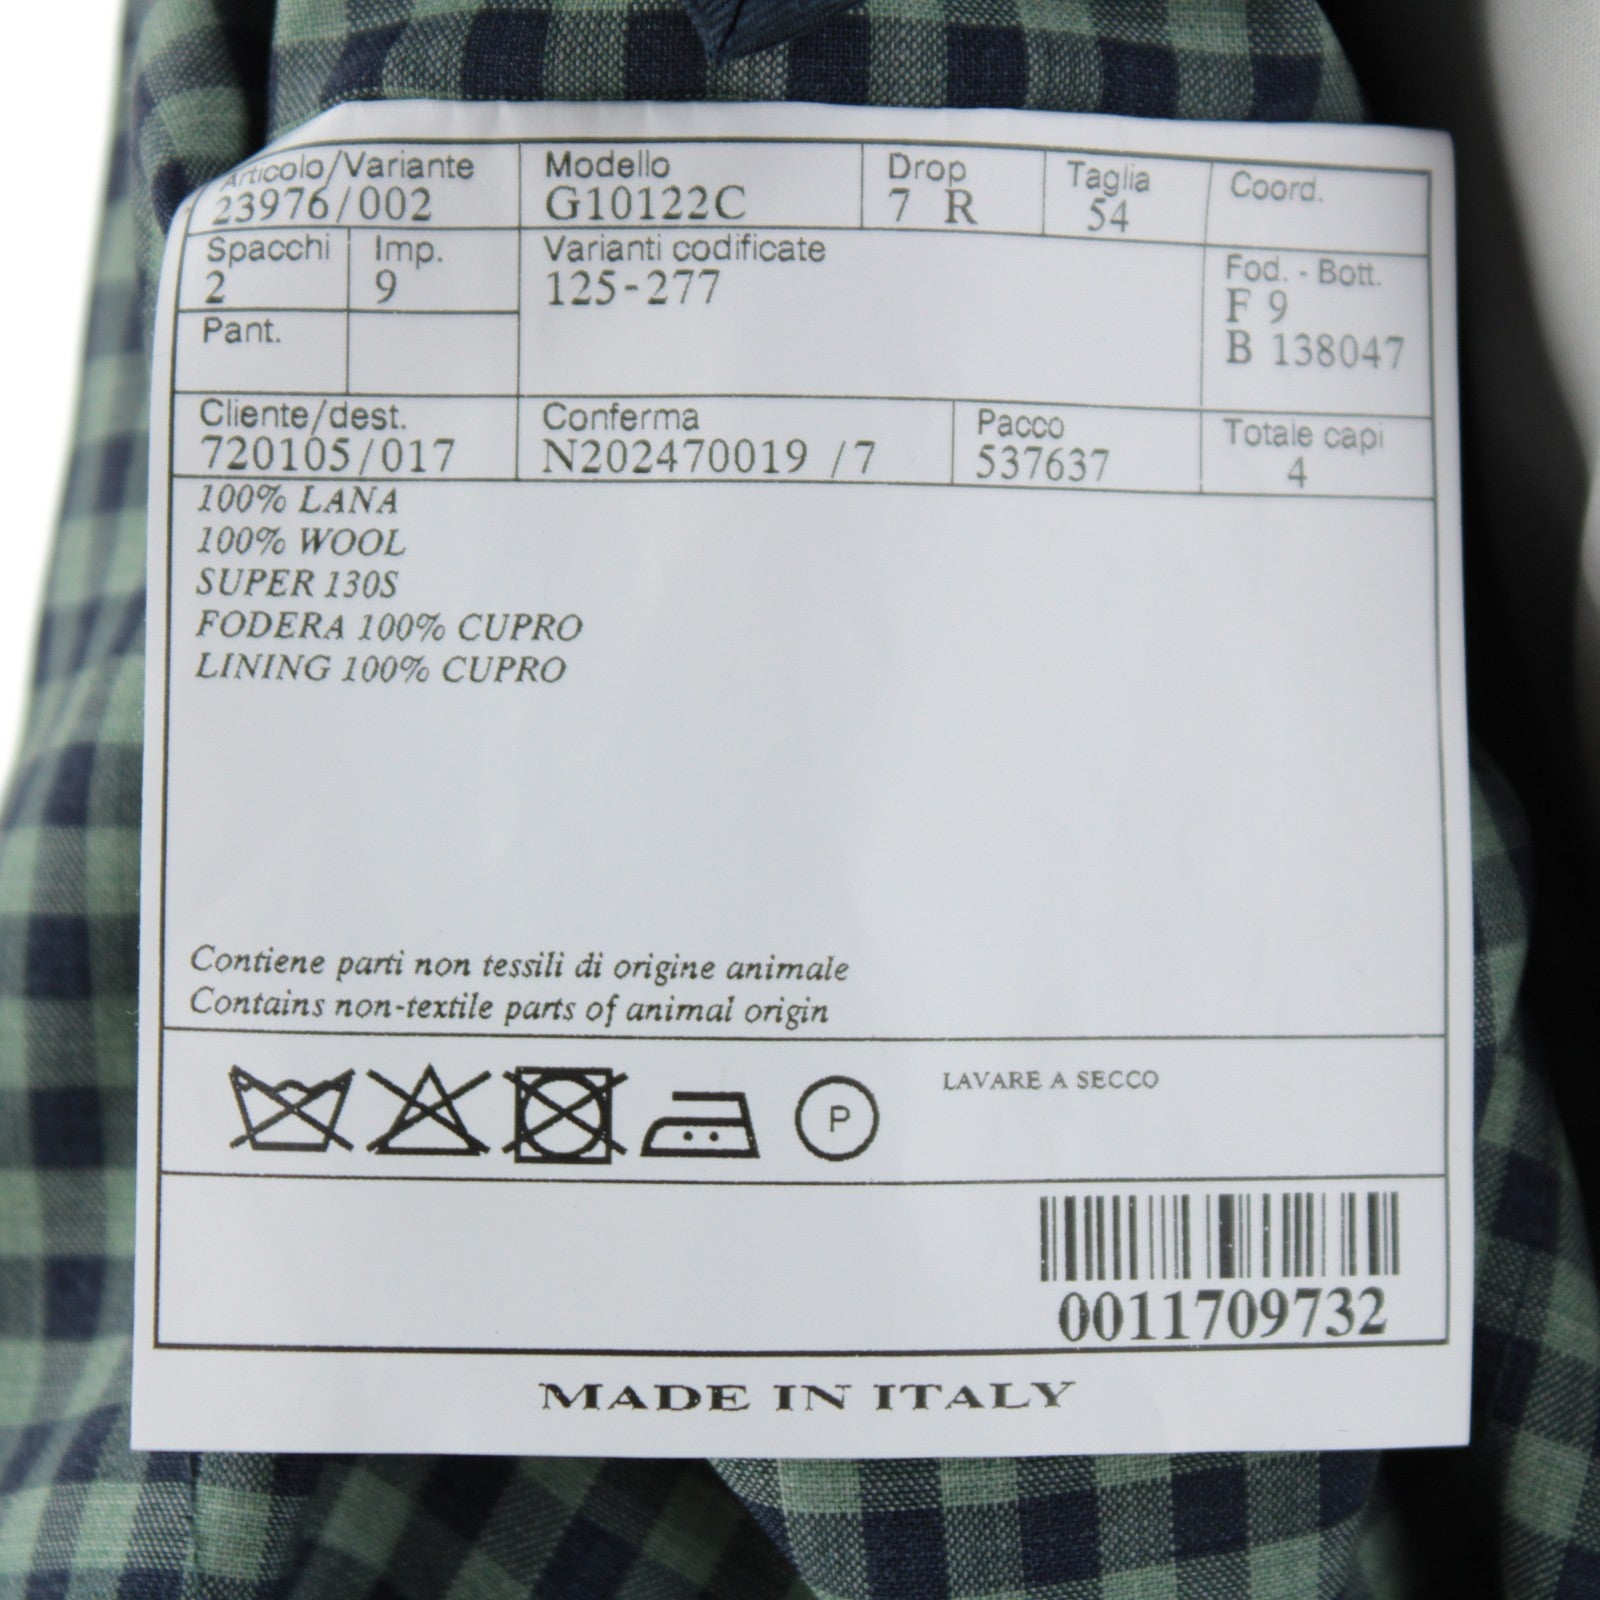 Articolo/Variante Modello Drop Taglia Coord.
23976/002 G10122C 7 R 54
Spacchi Imp. Varianti codificate Fod. - Bott.
2 9 125-277 F 9
Pant. B 138047
Cliente/dest. Conferma Pacco Totale capi
720105/017 N202470019 /7 537637 4
100% LANA
100% WOOL
SUPER 130S
FODERA 100% CUPRO
LINING 100% CUPRO
Contiene parti non tessili di origine animale
Contains non-textile parts of animal origin
P LAVARE A SECCO
0011709732
MADE IN ITALY